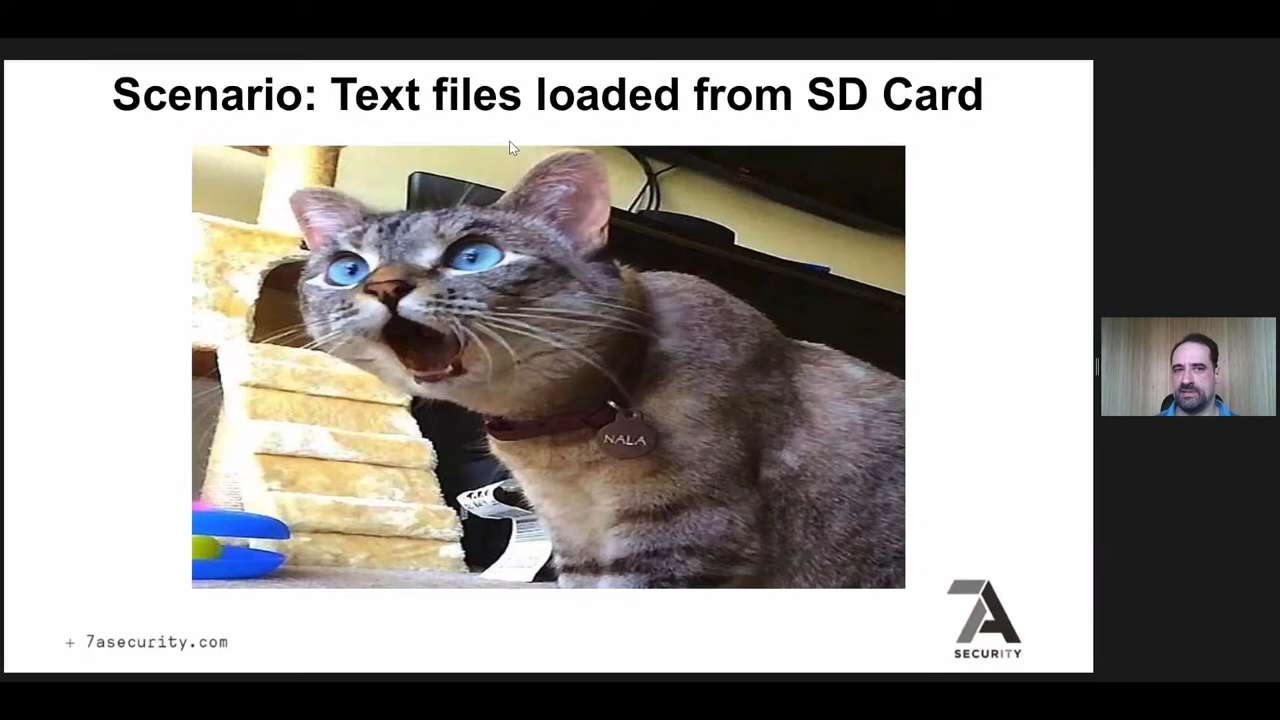 Scenario: Text files loaded from SD Card
NALA
+ 7asecurity.com
7A
SECURITY